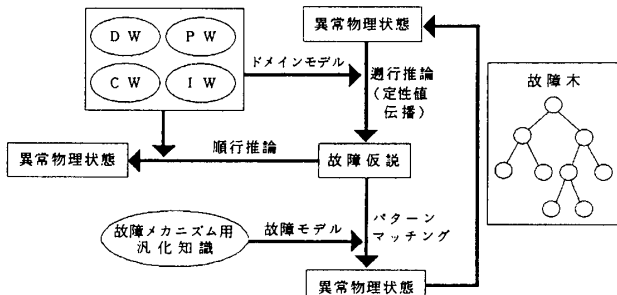 DW
PW
CW
IW
異常物理状態
ドメインモデル
遡行推論
(定性値
伝播)
故障木
異常物理状態
順行推論
故障仮説
故障メカニズム用
汎化知識
故障モデル
パターン
マッチング
異常物理状態